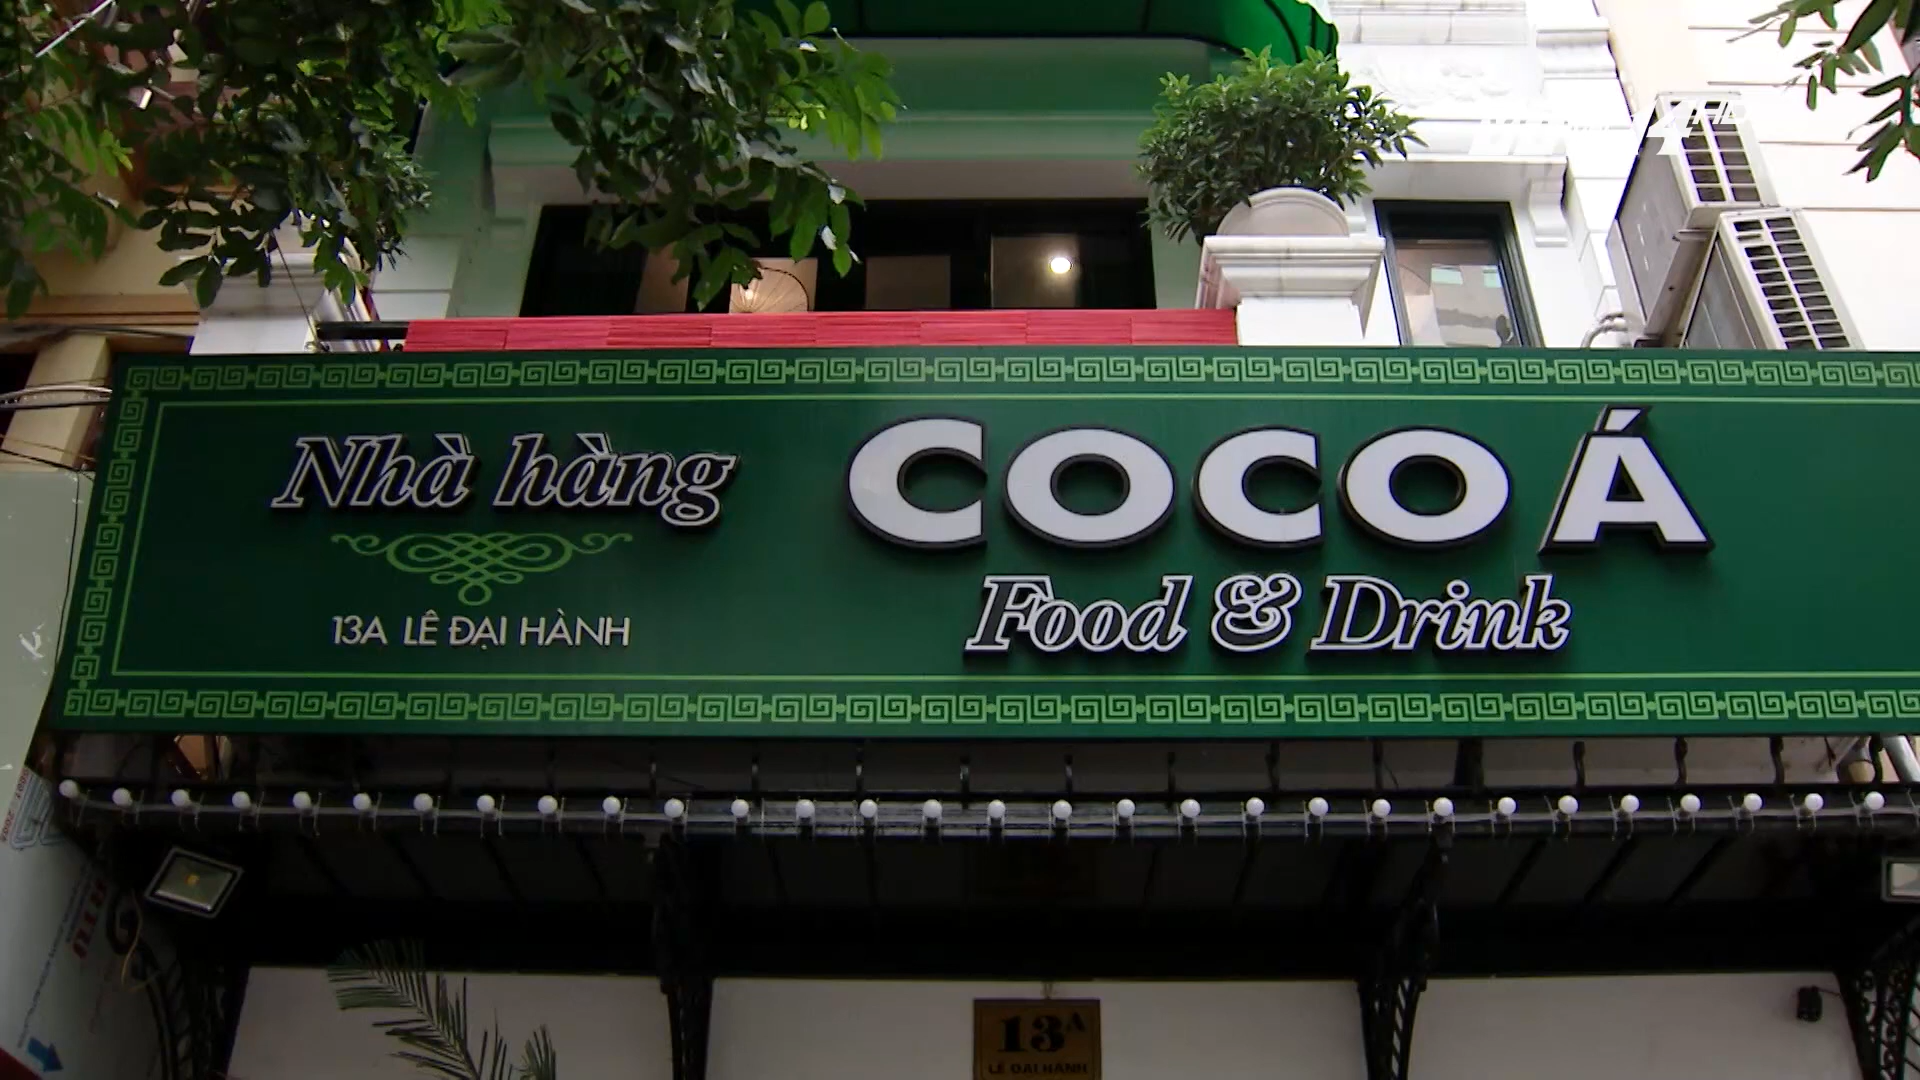 Nhà hàng
13A LÊ ĐẠI HÀNH
COCO Á
Food & Drink
13A
LÊ ĐẠI HÀNH